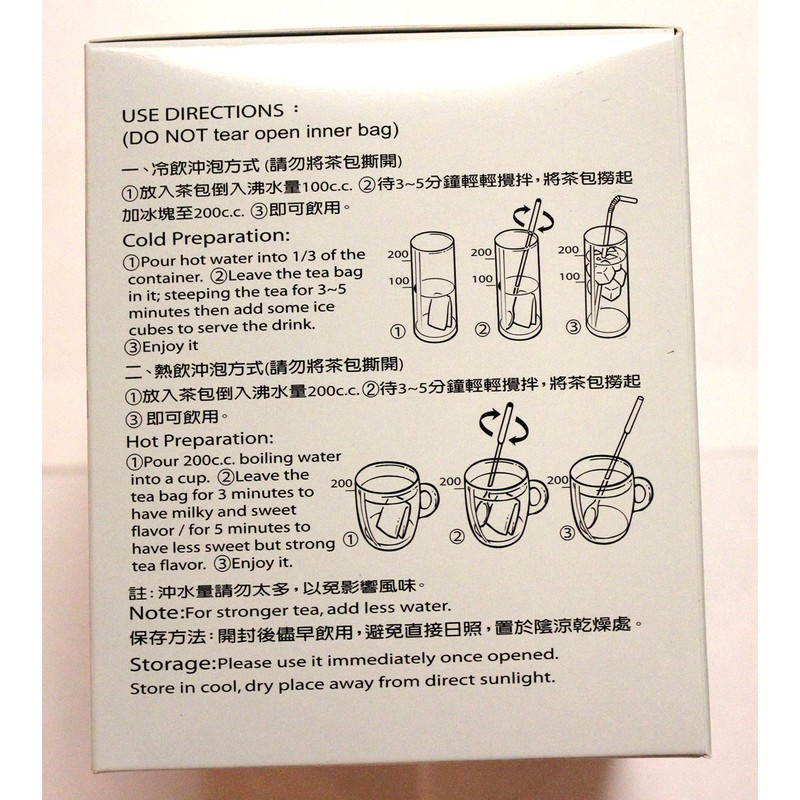 USE DIRECTIONS：
(DO NOT tear open inner bag)
一、冷飲沖泡方式 (請勿將茶包撕開)
①放入茶包倒入沸水量100c.c. ②待3~5分鐘輕輕攪拌，將茶包撈起
加冰塊至200c.c. ③即可飲用。
Cold Preparation:
①Pour hot water into 1/3 of the
container. ②Leave the tea bag
in it; steeping the tea for 3~5
minutes then add some ice
cubes to serve the drink.
③Enjoy it
200
100
①
200
100
②
200
100
③
二、熱飲沖泡方式(請勿將茶包撕開)
①放入茶包倒入沸水量200c.c. ②待3~5分鐘輕輕攪拌，將茶包撈起
③ 即可飲用。
Hot Preparation:
①Pour 200c.c. boiling water
into a cup. ②Leave the
tea bag for 3 minutes to
have milky and sweet
flavor / for 5 minutes to
have less sweet but strong
tea flavor. ③Enjoy it.
200
①
200
②
200
③
註：沖水量請勿太多，以免影響風味。
Note:For stronger tea, add less water.
保存方法：開封後儘早飲用，避免直接日照，置於陰涼乾燥處。
Storage:Please use it immediately once opened.
Store in cool, dry place away from direct sunlight.